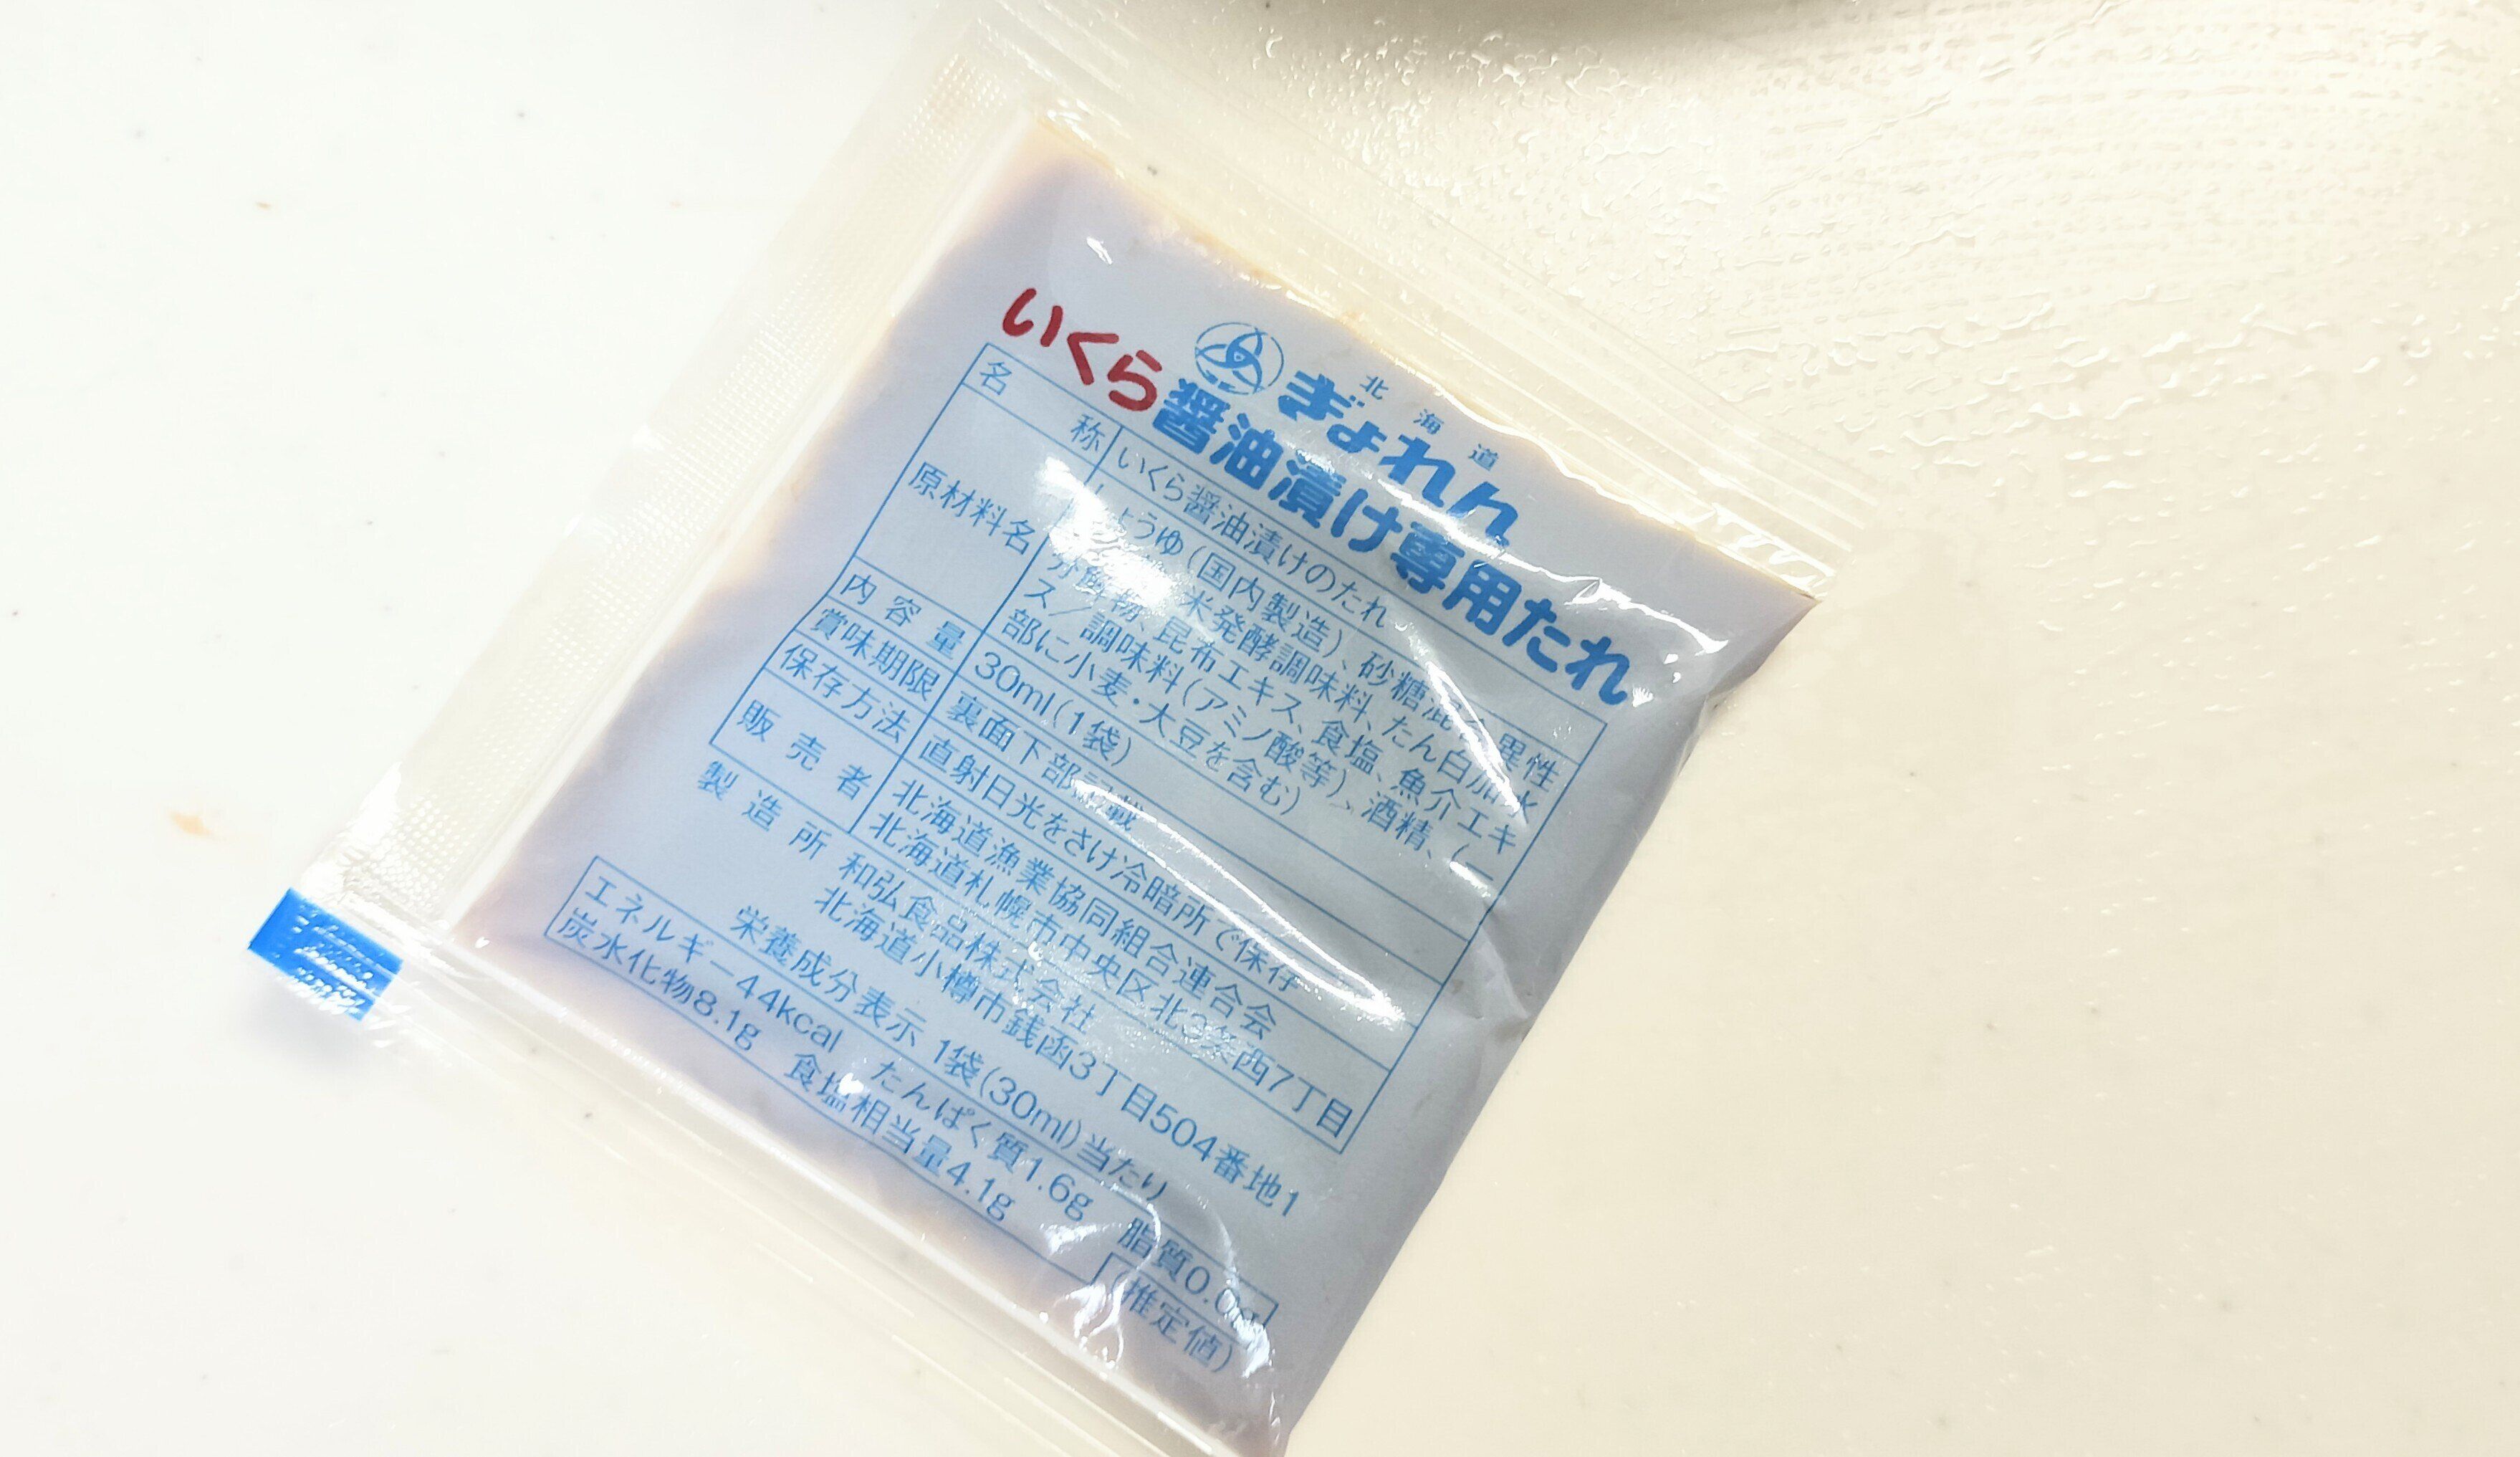 北海道
ぎょれん
いくら醤油漬け専用たれ
名称 いくら醤油漬けのたれ
原材料名 しょうゆ(国内製造)、砂糖混合異性
米発酵調味料、たん白加水
分解物、昆布エキス、食塩、魚介エキ
ス/調味料(アミノ酸等)、酒精、(一
部に小麦・大豆を含む)
内容量 30ml(1袋)
賞味期限 裏面下部記載
保存方法 直射日光をさけ冷暗所で保存
販売者 北海道漁業協同組合連合会
北海道札幌市中央区北3条西7丁目
製造所 和弘食品株式会社
北海道小樽市銭函3丁目504番地1
栄養成分表示 1袋(30ml)当たり
エネルギー44kcal たんぱく質1.6g 脂質0.0g
炭水化物8.1g 食塩相当量4.1g
(推定値)